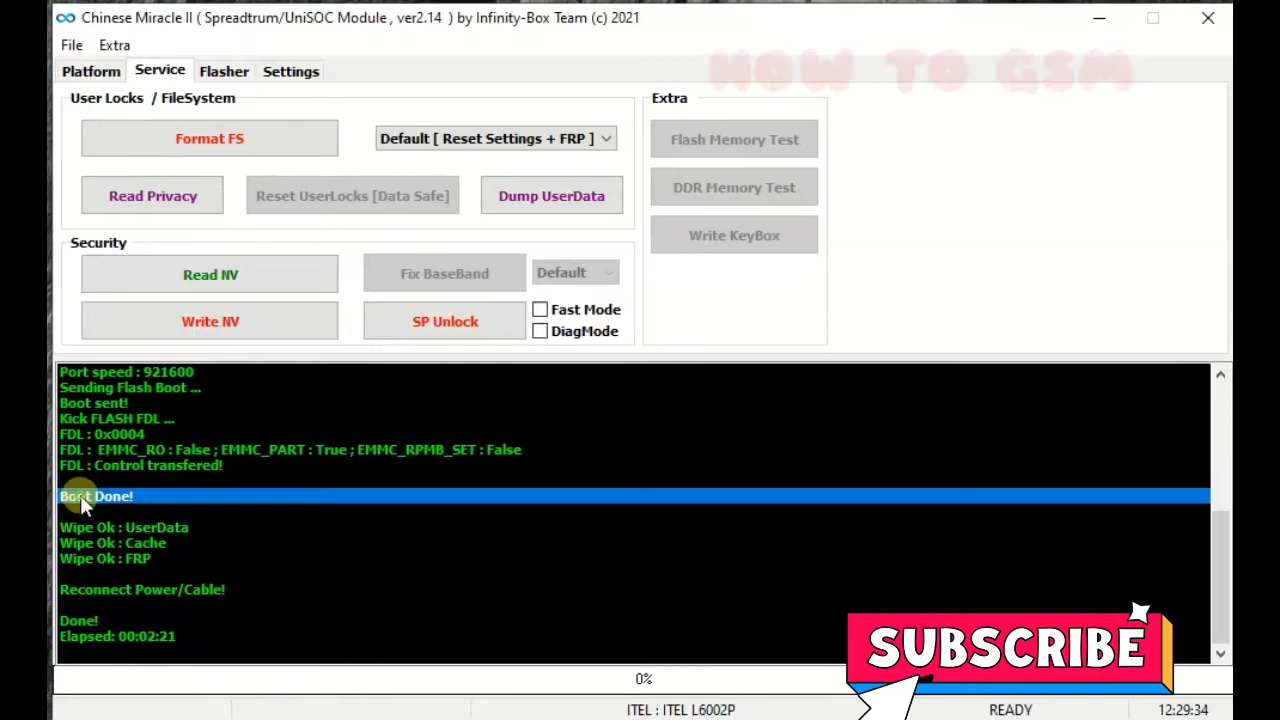 Chinese Miracle II ( Spreadtrum/UniSOC Module , ver2.14 ) by Infinity-Box Team (c) 2021
File Extra
HOW TO GSM
Platform Service Flasher Settings
User Locks / FileSystem
Extra
Format FS
Default [ Reset Settings + FRP ]
Flash Memory Test
Read Privacy
Reset UserLocks [Data Safe]
Dump UserData
DDR Memory Test
Write KeyBox
Security
Read NV
Fix BaseBand
Default
Write NV
SP Unlock
Fast Mode
DiagMode
Port speed : 921600
Sending Flash Boot ...
Boot sent!
Kick FLASH FDL ...
FDL : 0x0004
FDL : EMMC_RO : False ; EMMC_PART : True ; EMMC_RPMB_SET : False
FDL : Control transfered!
Boot Done!
Wipe Ok : UserData
Wipe Ok : Cache
Wipe Ok : FRP
Reconnect Power/Cable!
Done!
Elapsed: 00:02:21
SUBSCRIBE
0%
ITEL : ITEL L6002P
READY
12:29:34